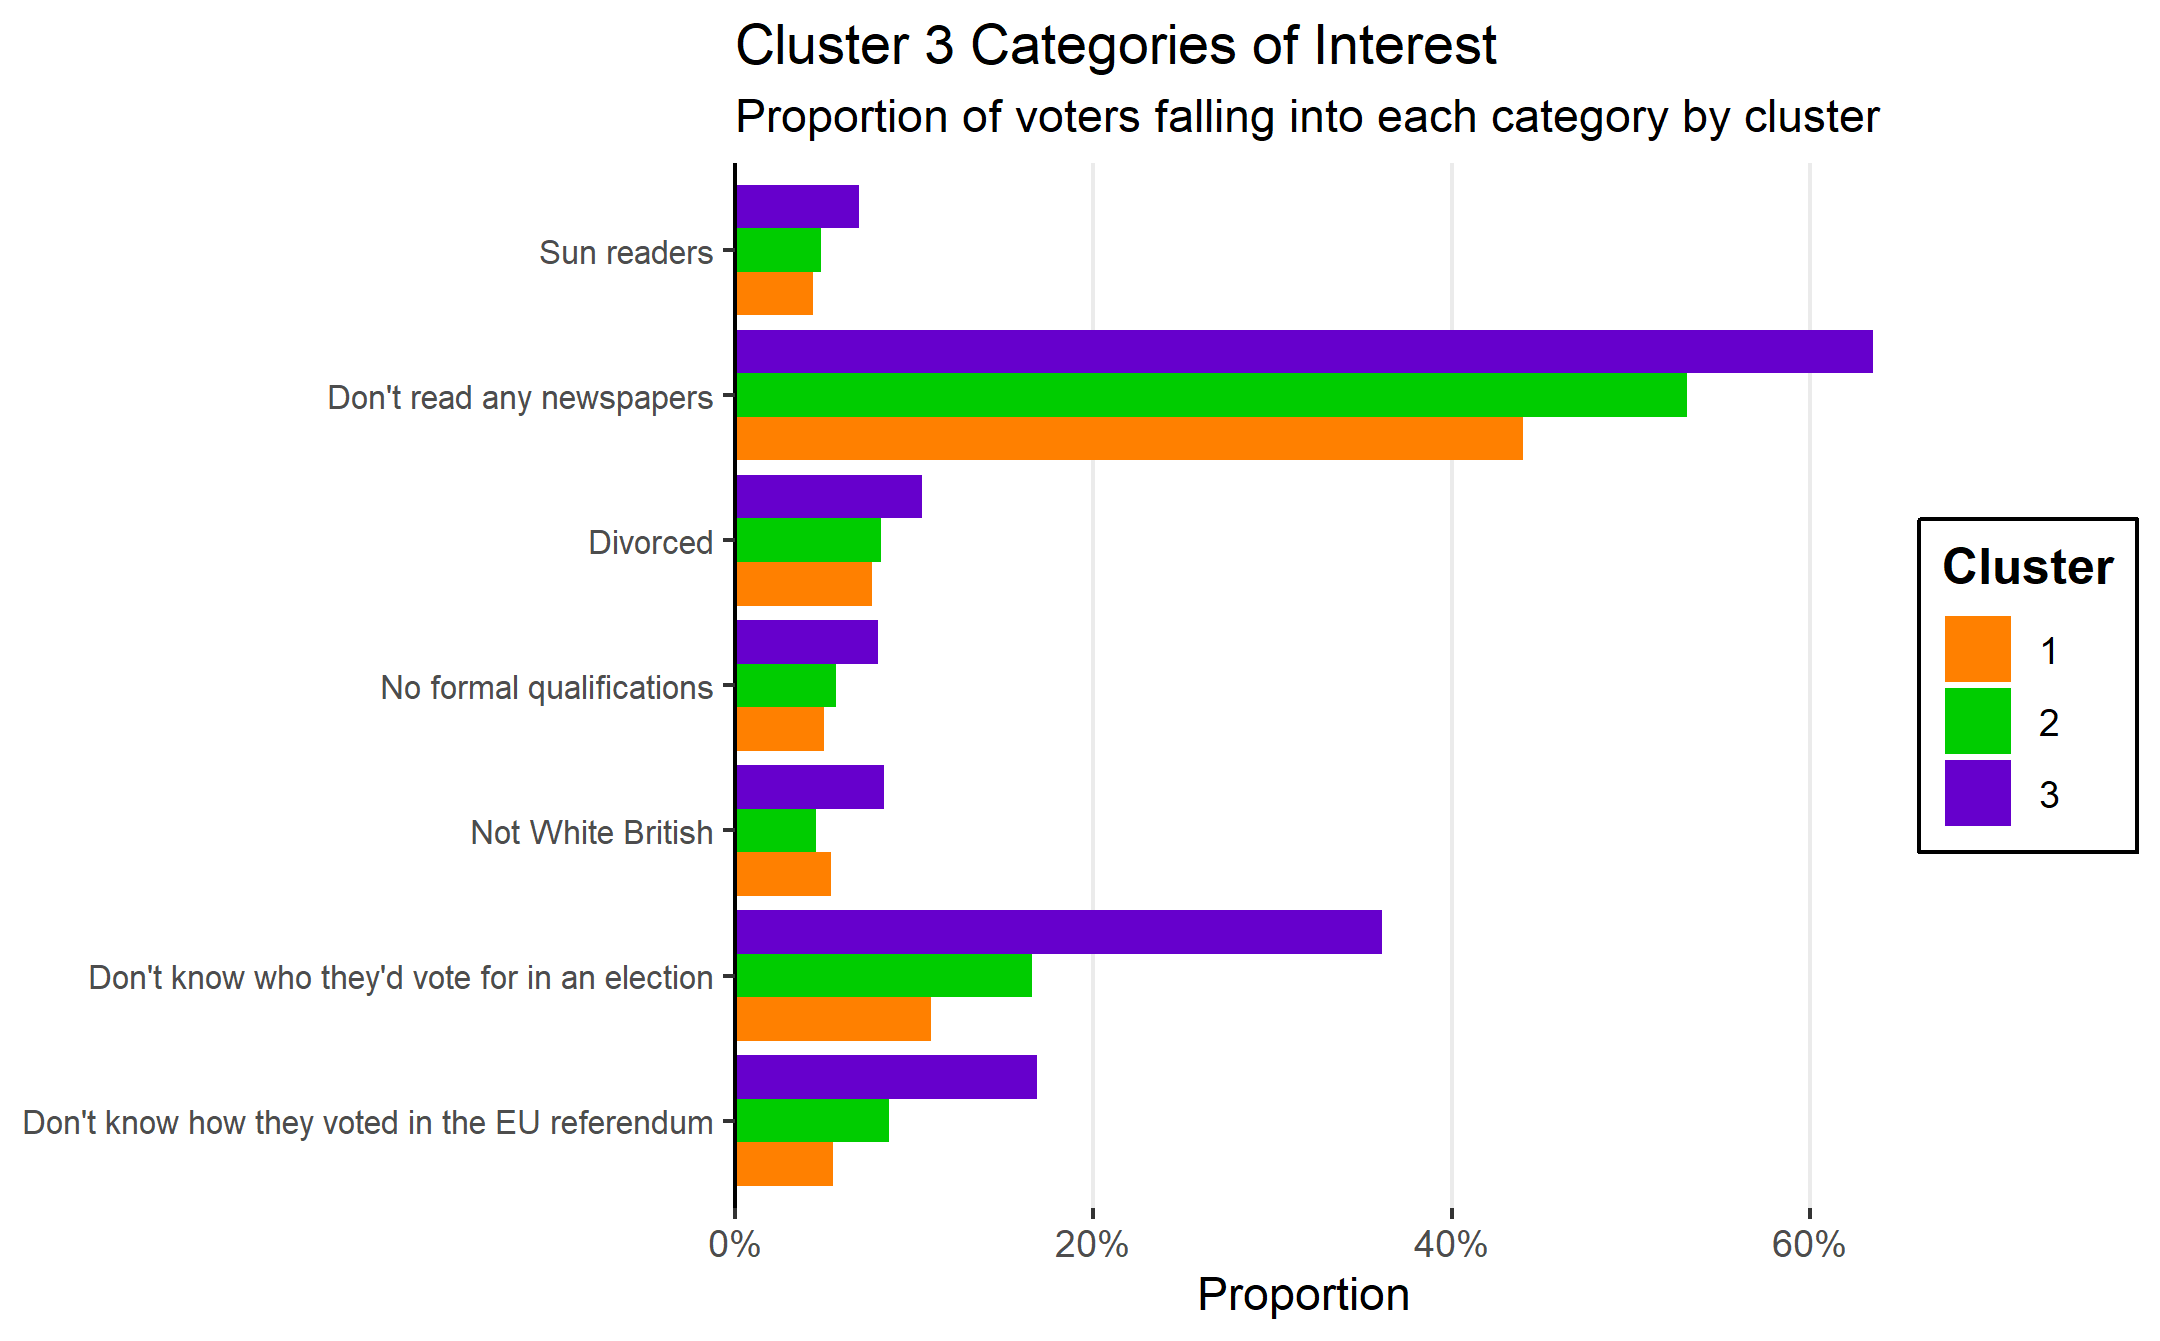 Cluster 3 Categories of Interest
Proportion of voters falling into each category by cluster
Sun readers
Don't read any newspapers
Divorced
No formal qualifications
Not White British
Don't know who they'd vote for in an election
Don't know how they voted in the EU referendum
0%
20%
40%
60%
Proportion
Cluster
1
2
3